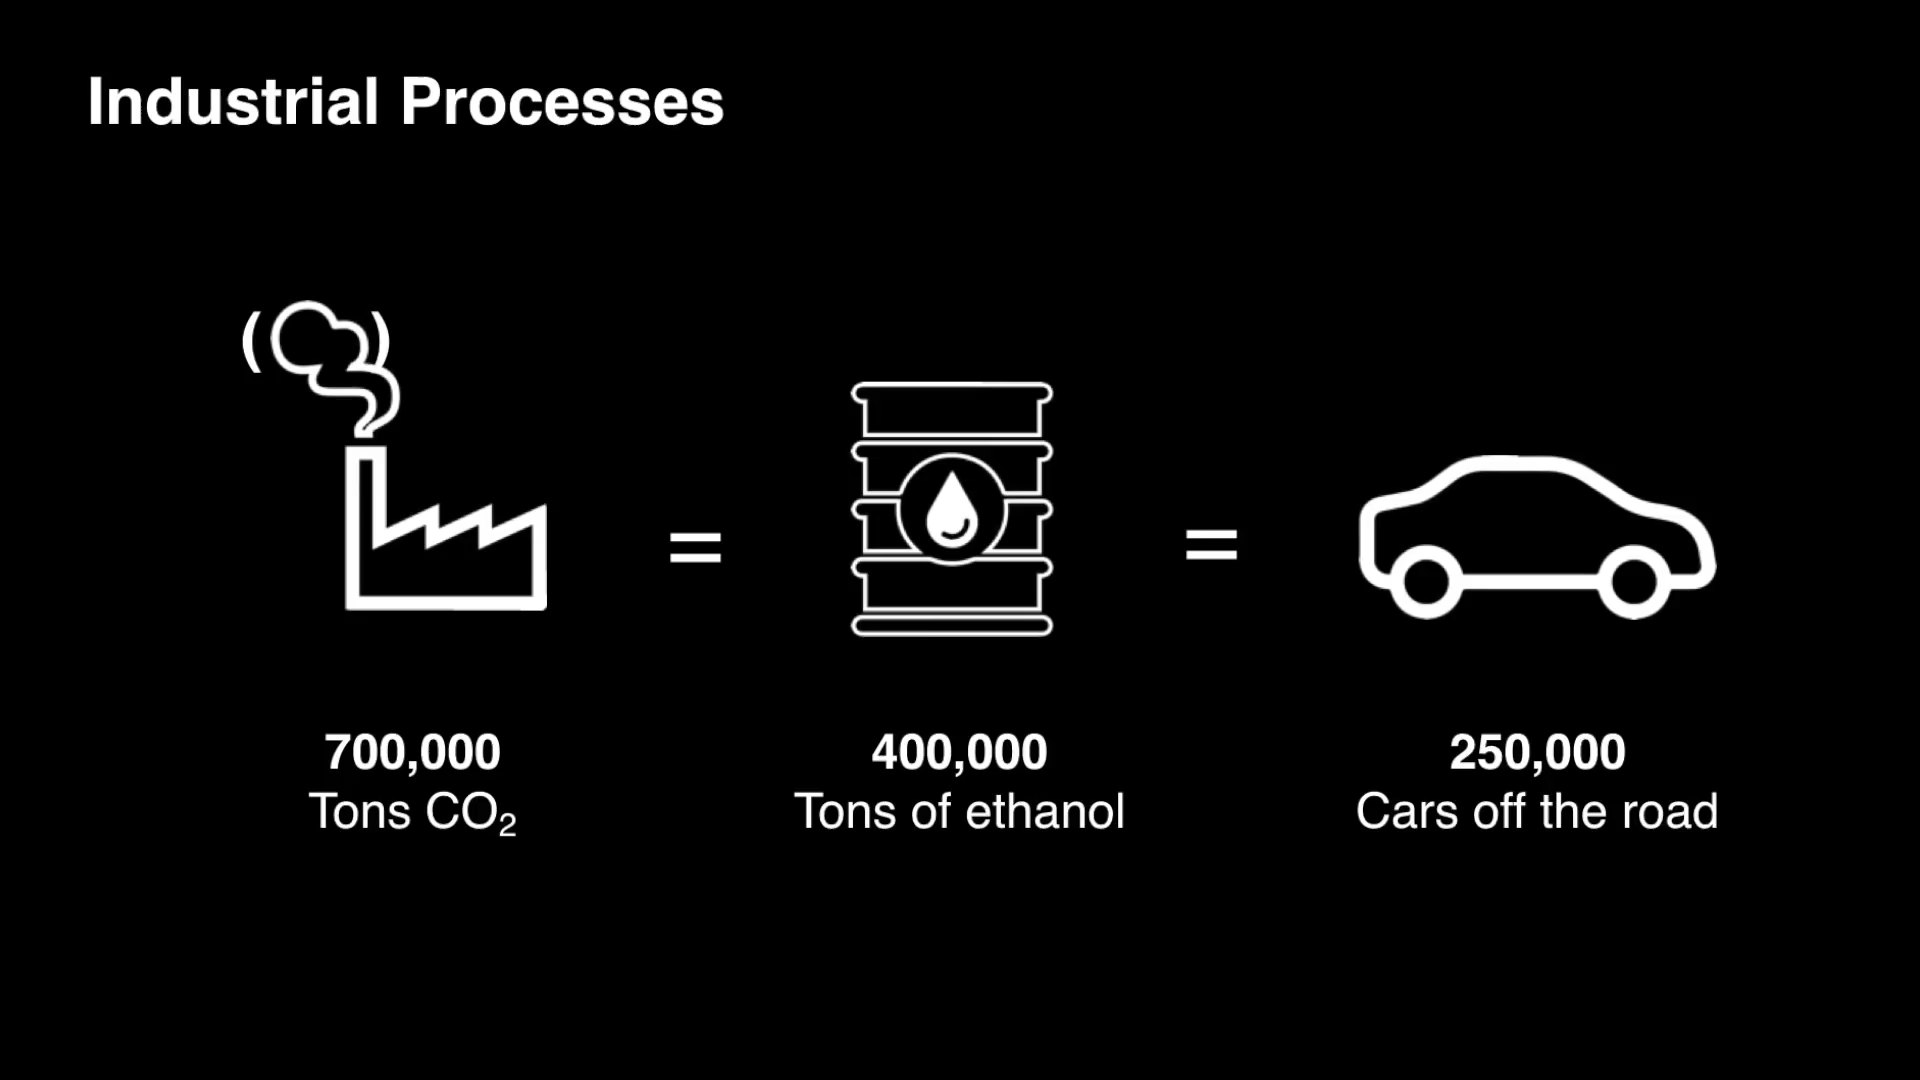 Industrial Processes
( )
= =
700,000
Tons CO₂
400,000
Tons of ethanol
250,000
Cars off the road